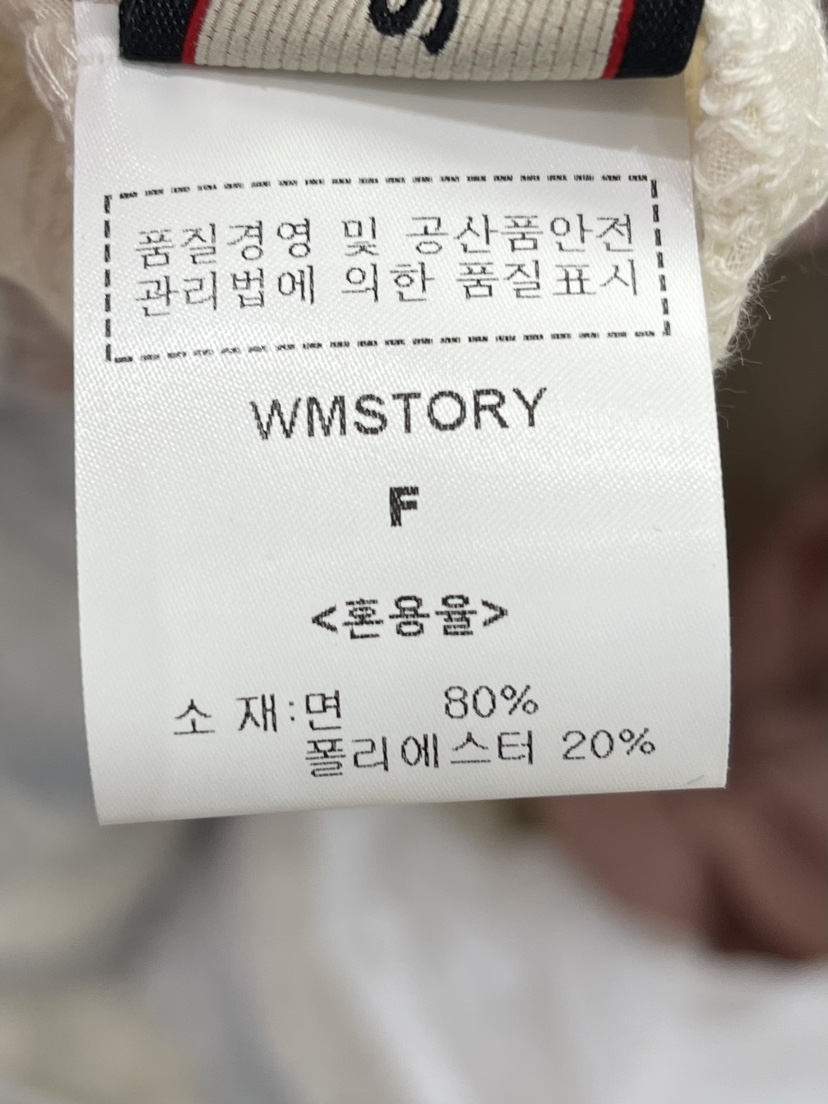 S
품질경영 및 공산품안전
관리법에 의한 품질표시
WMSTORY
F
<혼용율>
소 재:면 80%
폴리에스터 20%